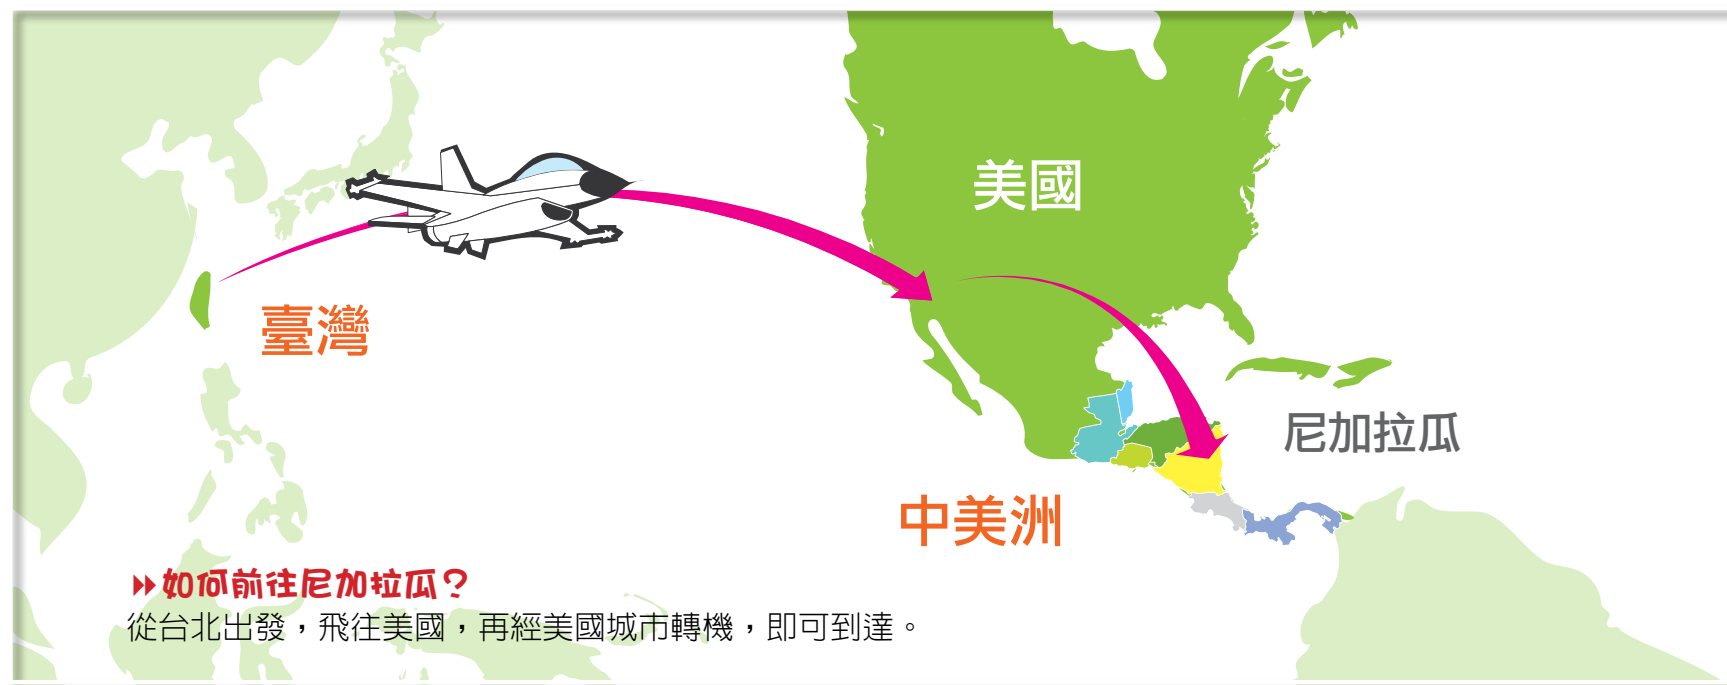 美國
臺灣
尼加拉瓜
中美洲
如何前往尼加拉瓜?
從台北出發，飛往美國，再經美國城市轉機，即可到達。